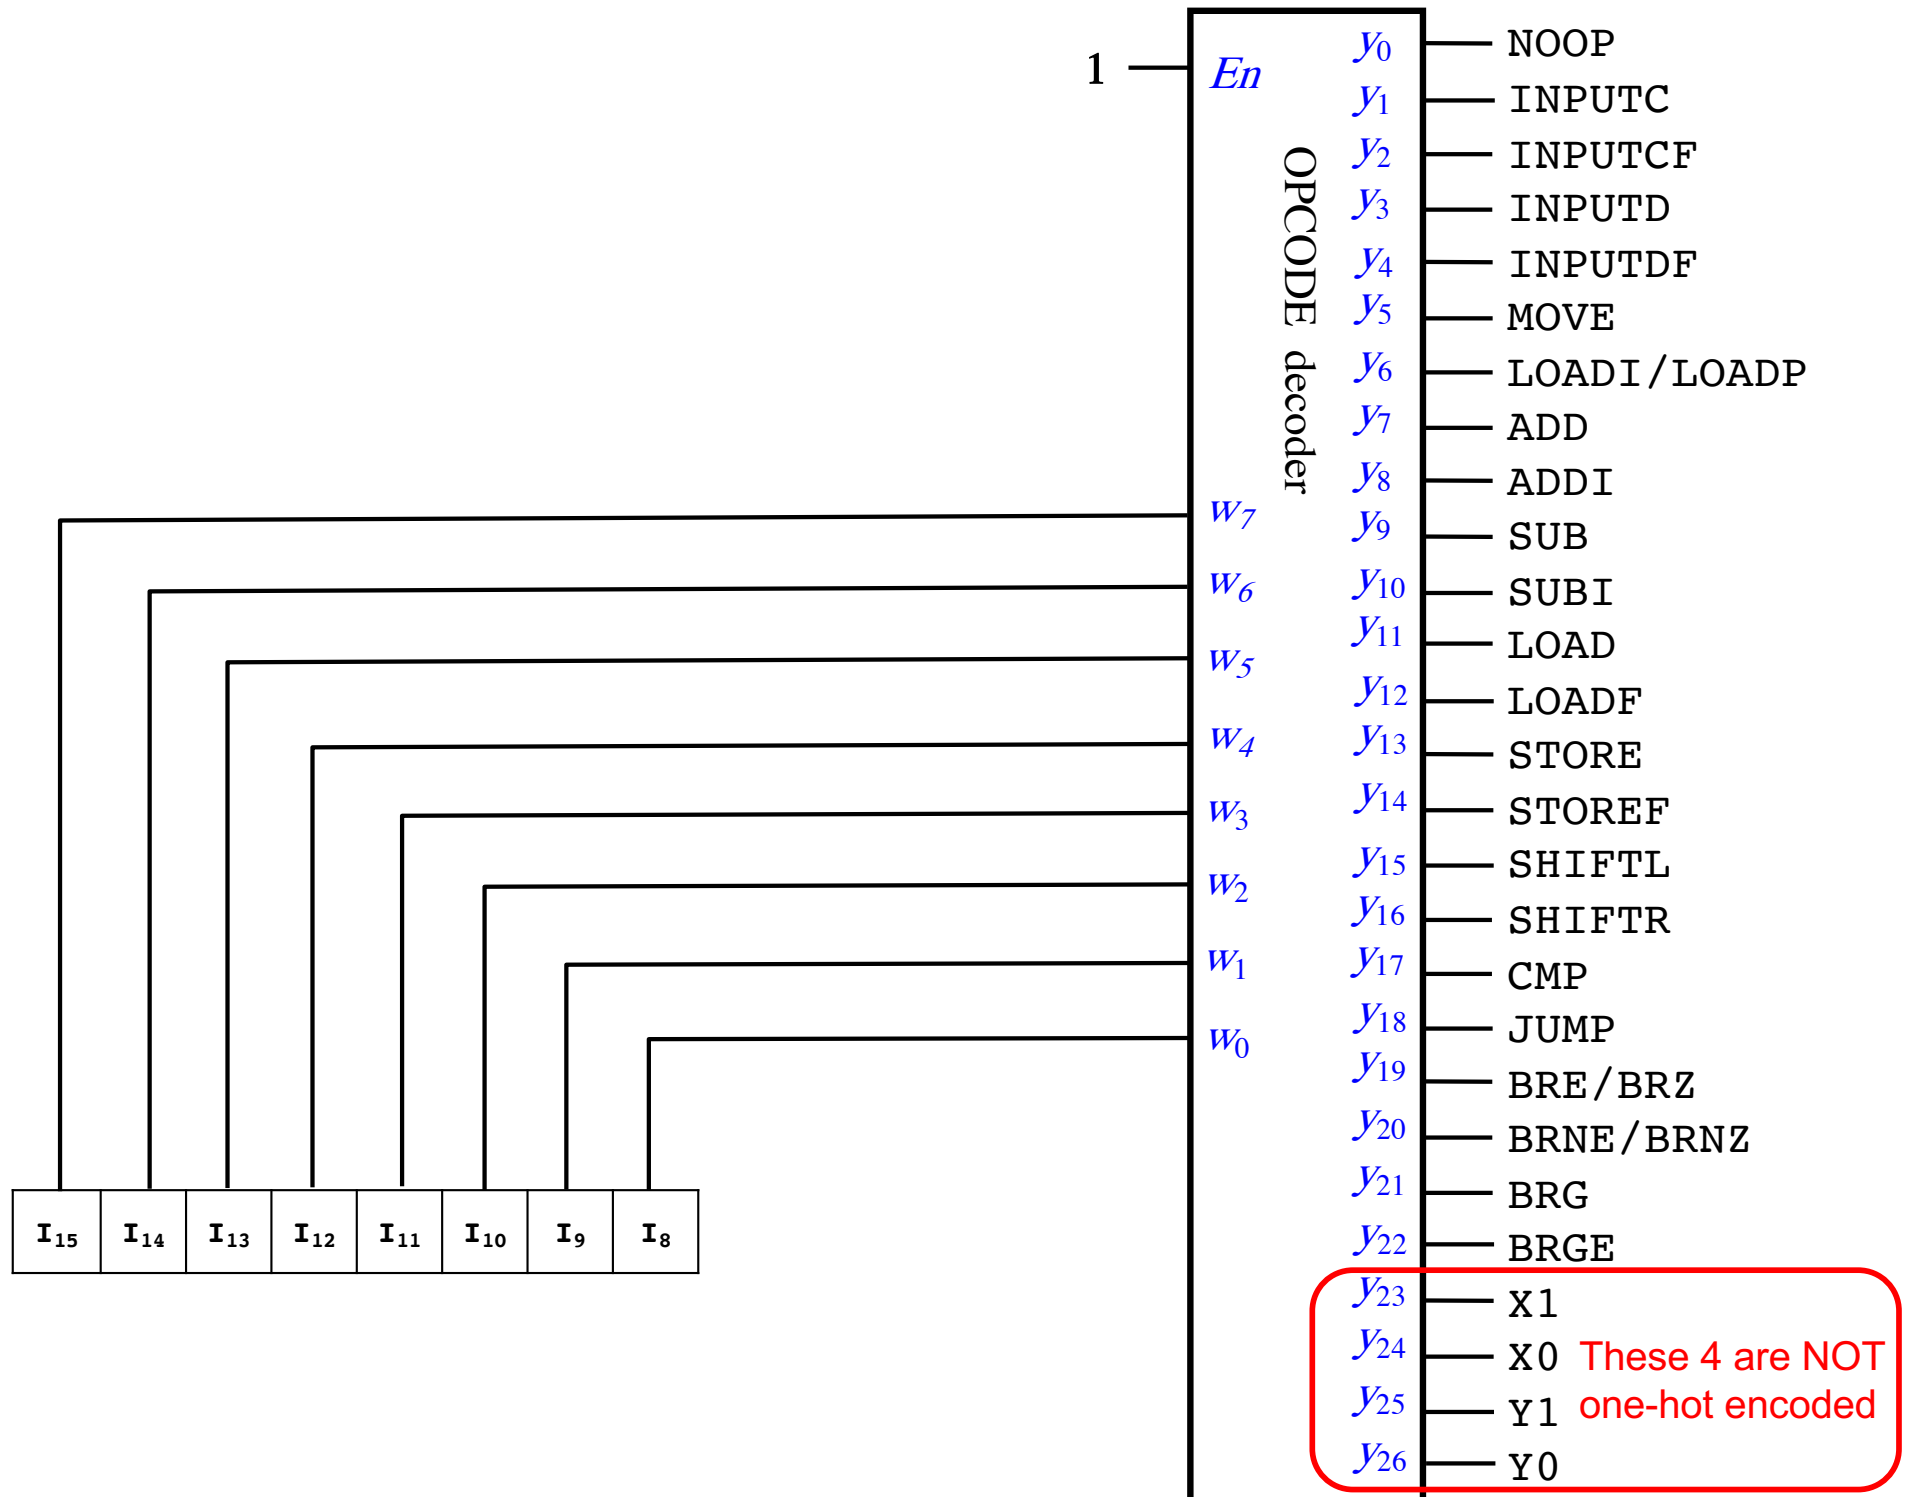 1
En
OPCODE decoder
y0 NOOP
y1 INPUTC
y2 INPUTCF
y3 INPUTD
y4 INPUTDF
y5 MOVE
y6 LOADI/LOADP
y7 ADD
y8 ADDI
y9 SUB
y10 SUBI
y11 LOAD
y12 LOADF
y13 STORE
y14 STOREF
y15 SHIFTL
y16 SHIFTR
y17 CMP
y18 JUMP
y19 BRE/BRZ
y20 BRNE/BRNZ
y21 BRG
y22 BRGE
y23 X1
y24 X0
y25 Y1
y26 Y0
These 4 are NOT
one-hot encoded
w7
w6
w5
w4
w3
w2
w1
w0
I15 I14 I13 I12 I11 I10 I9 I8